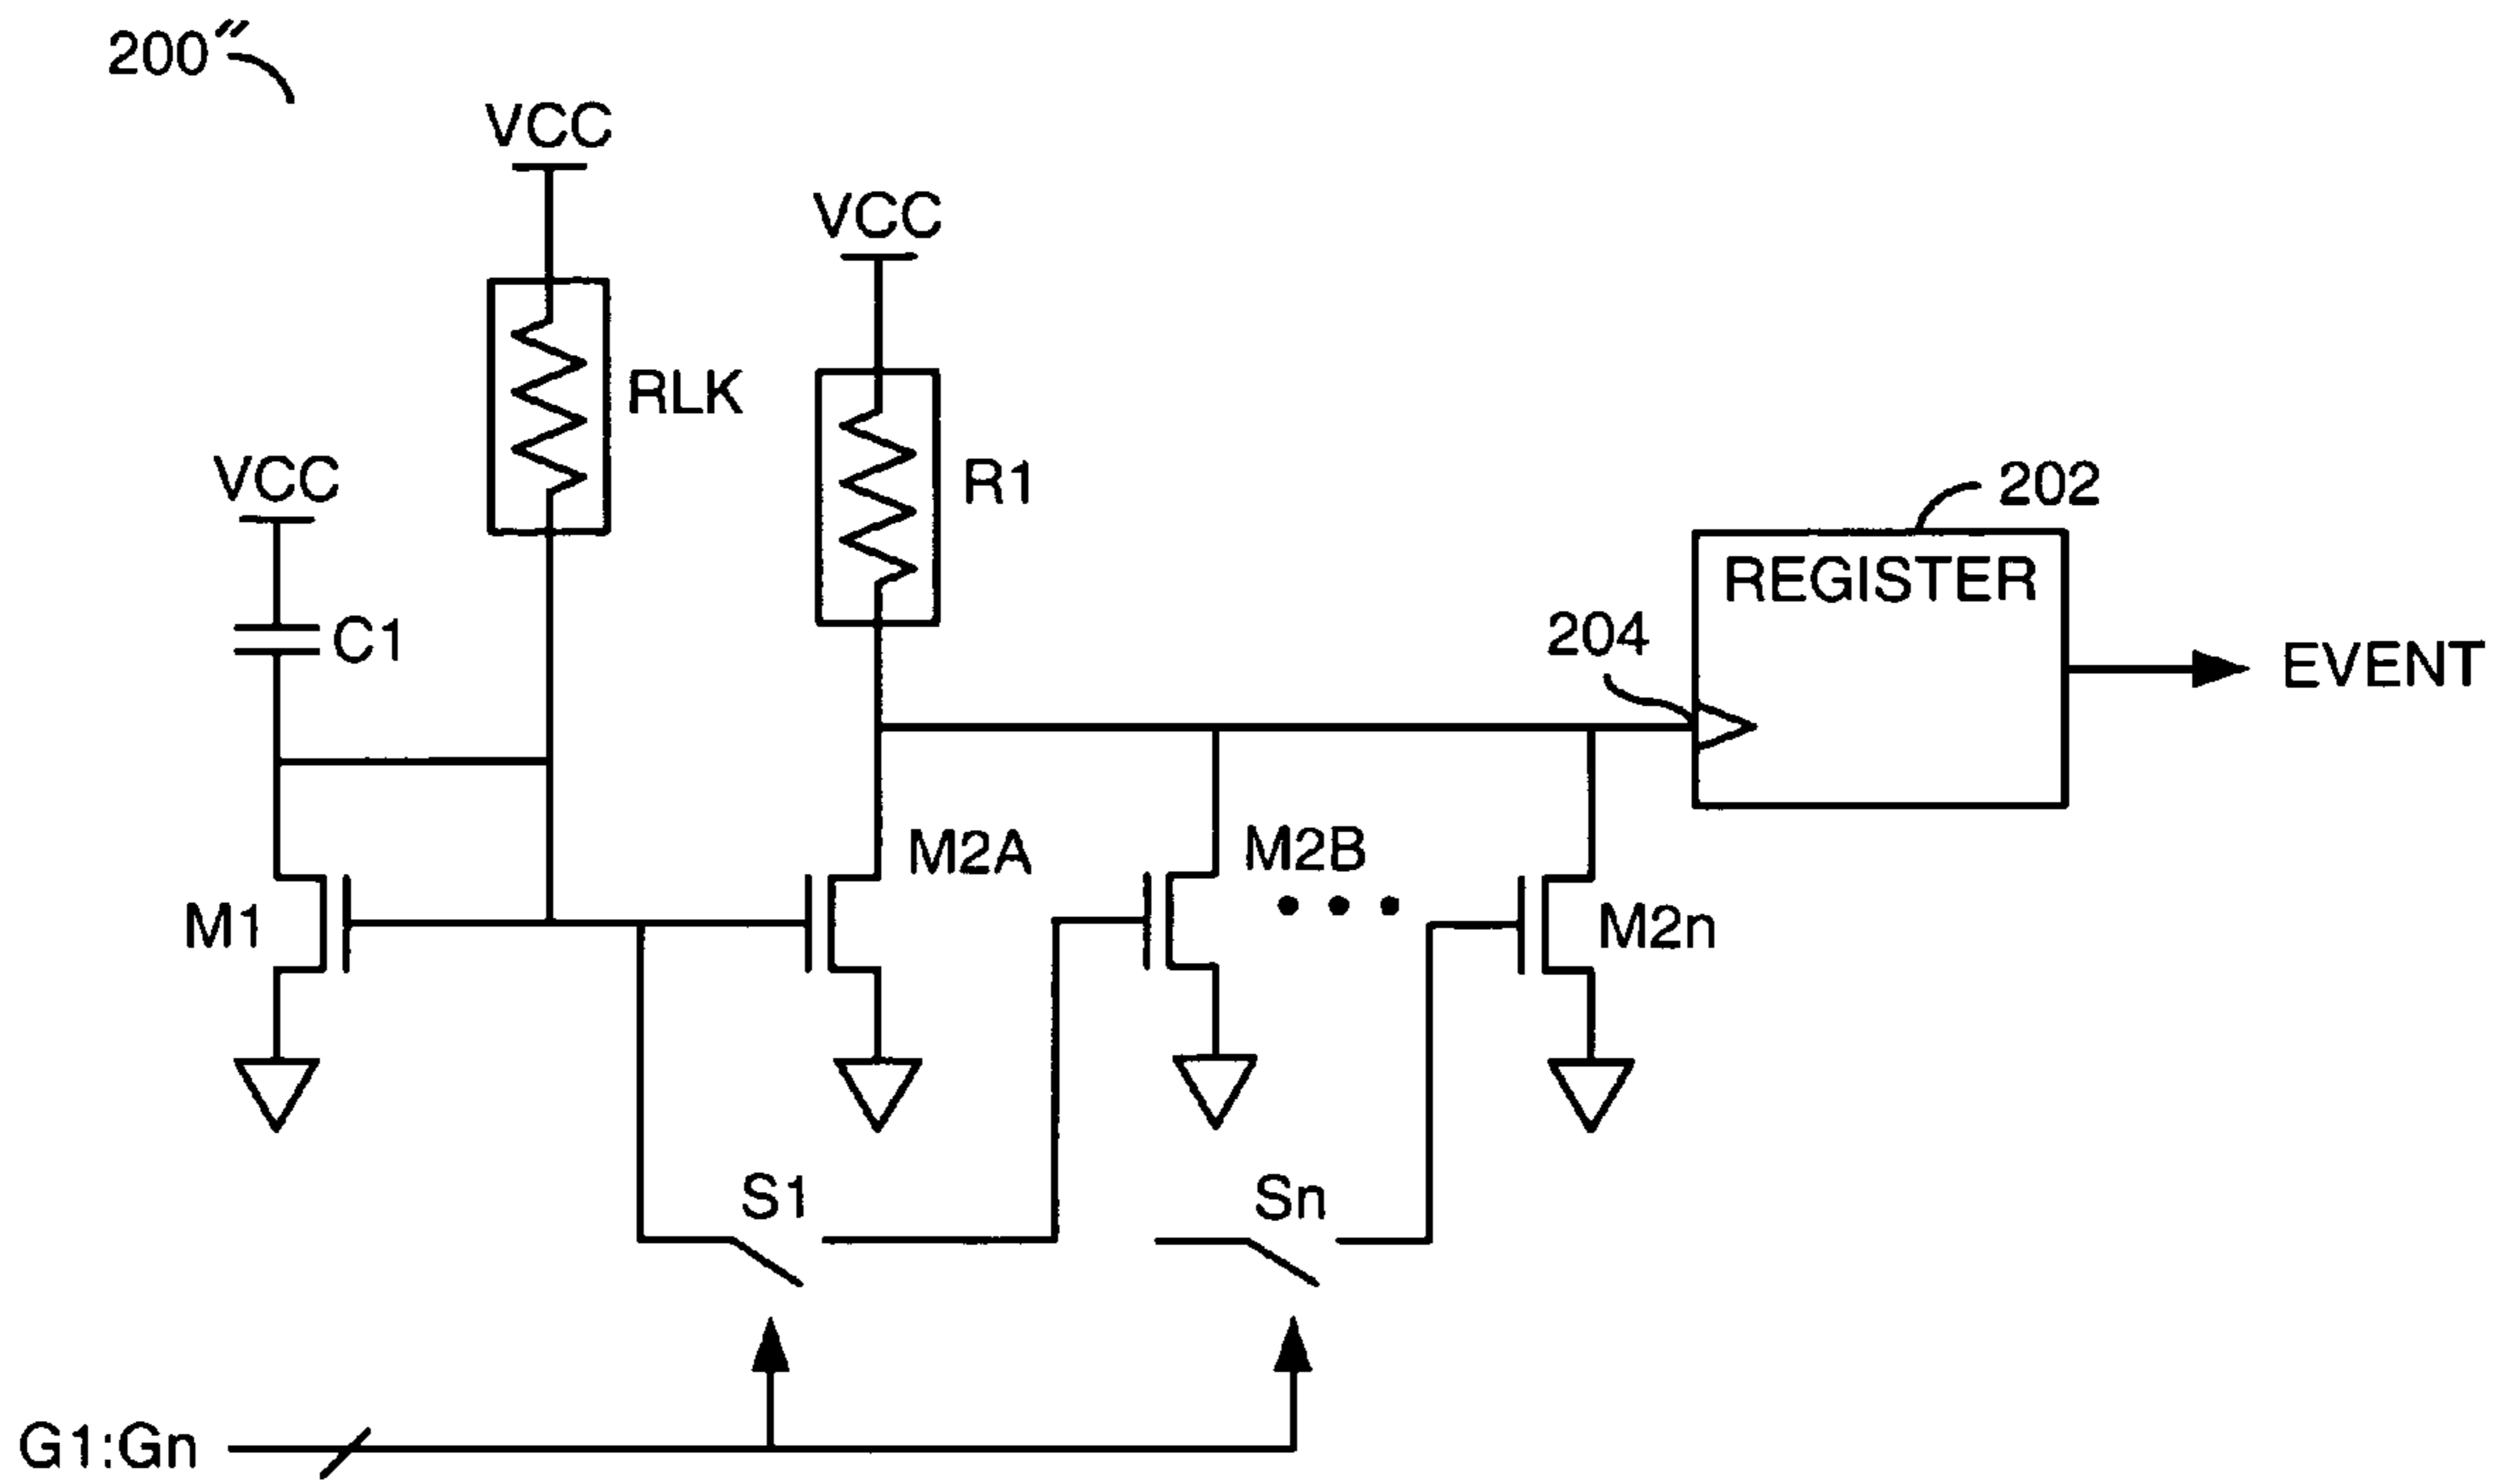 200″
VCC
VCC
RLK
VCC
R1
202
REGISTER
C1
204
EVENT
M2A
M2B
M1
M2n
S1
Sn
G1:Gn